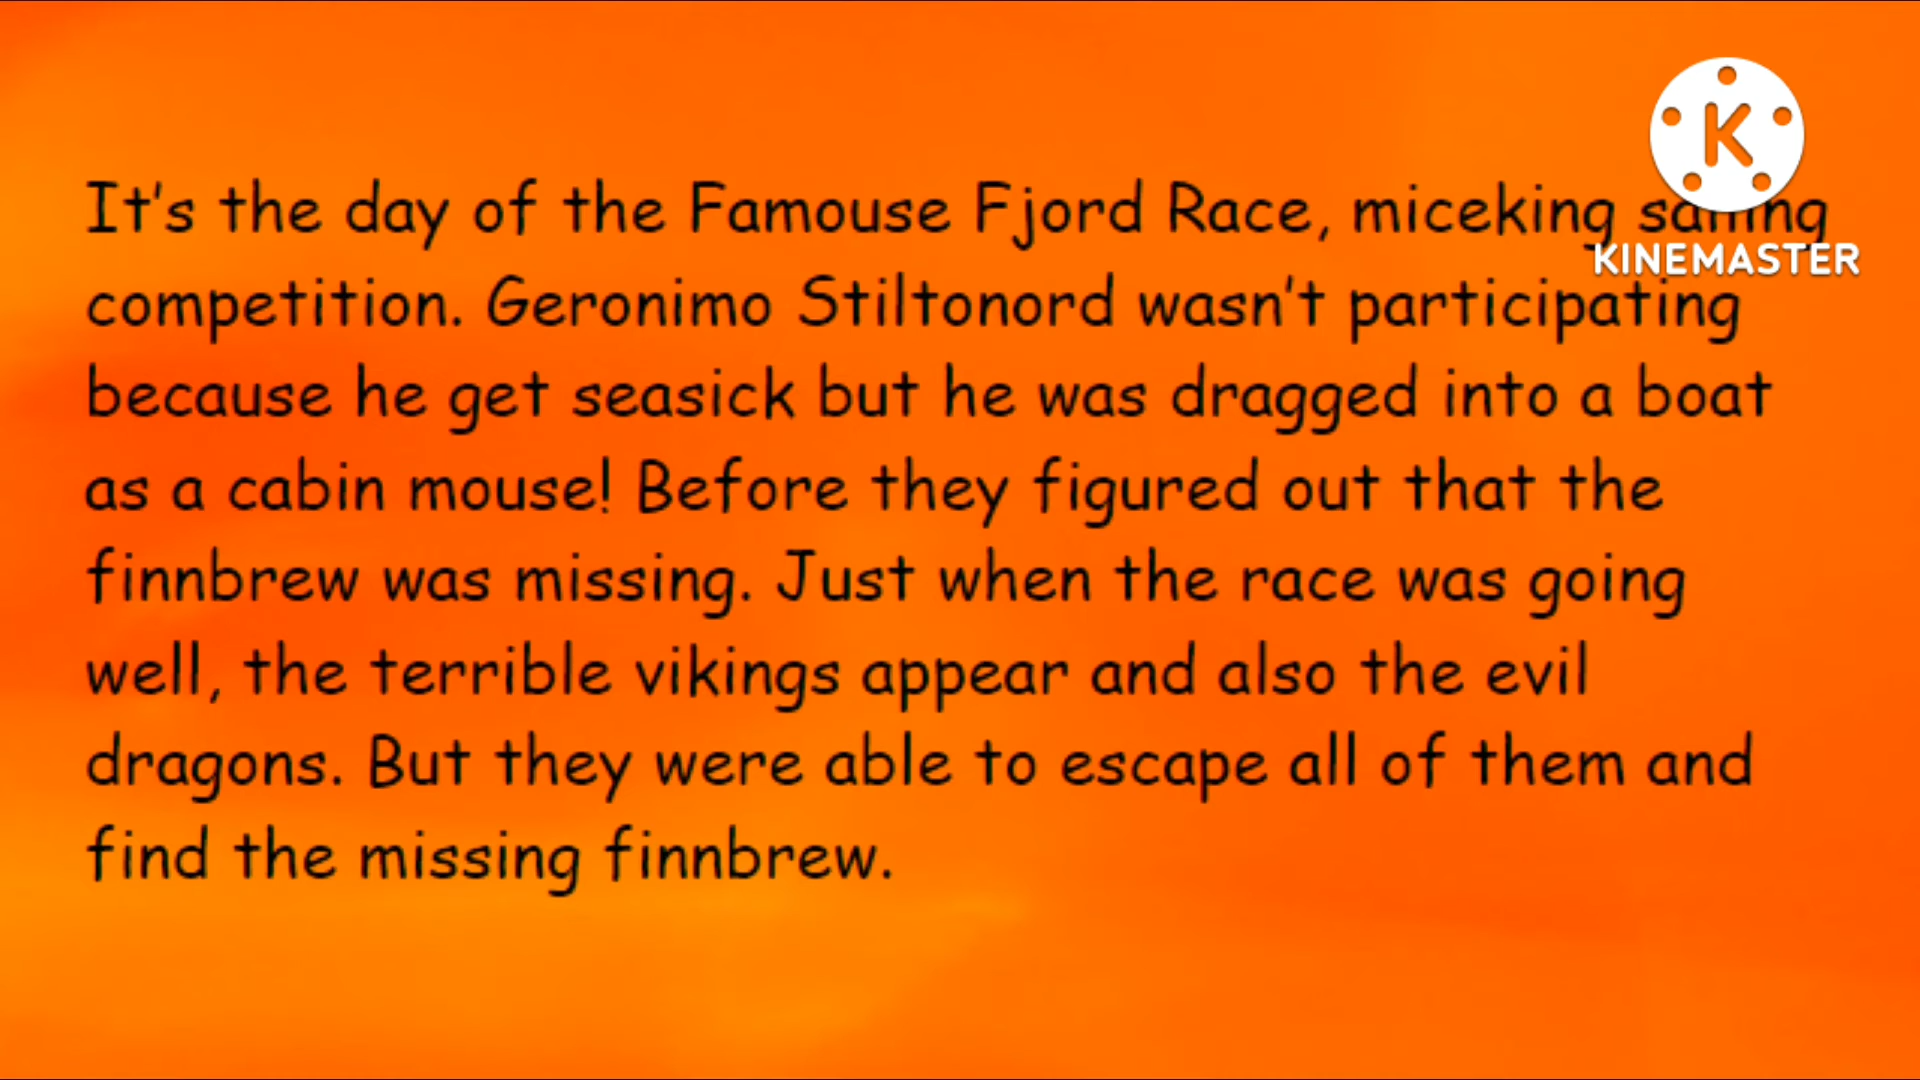 It's the day of the Famouse Fjord Race, miceking sailing
KINEMASTER
competition. Geronimo Stiltonord wasn't participating
because he get seasick but he was dragged into a boat
as a cabin mouse! Before they figured out that the
finnbrew was missing. Just when the race was going
well, the terrible vikings appear and also the evil
dragons. But they were able to escape all of them and
find the missing finnbrew.